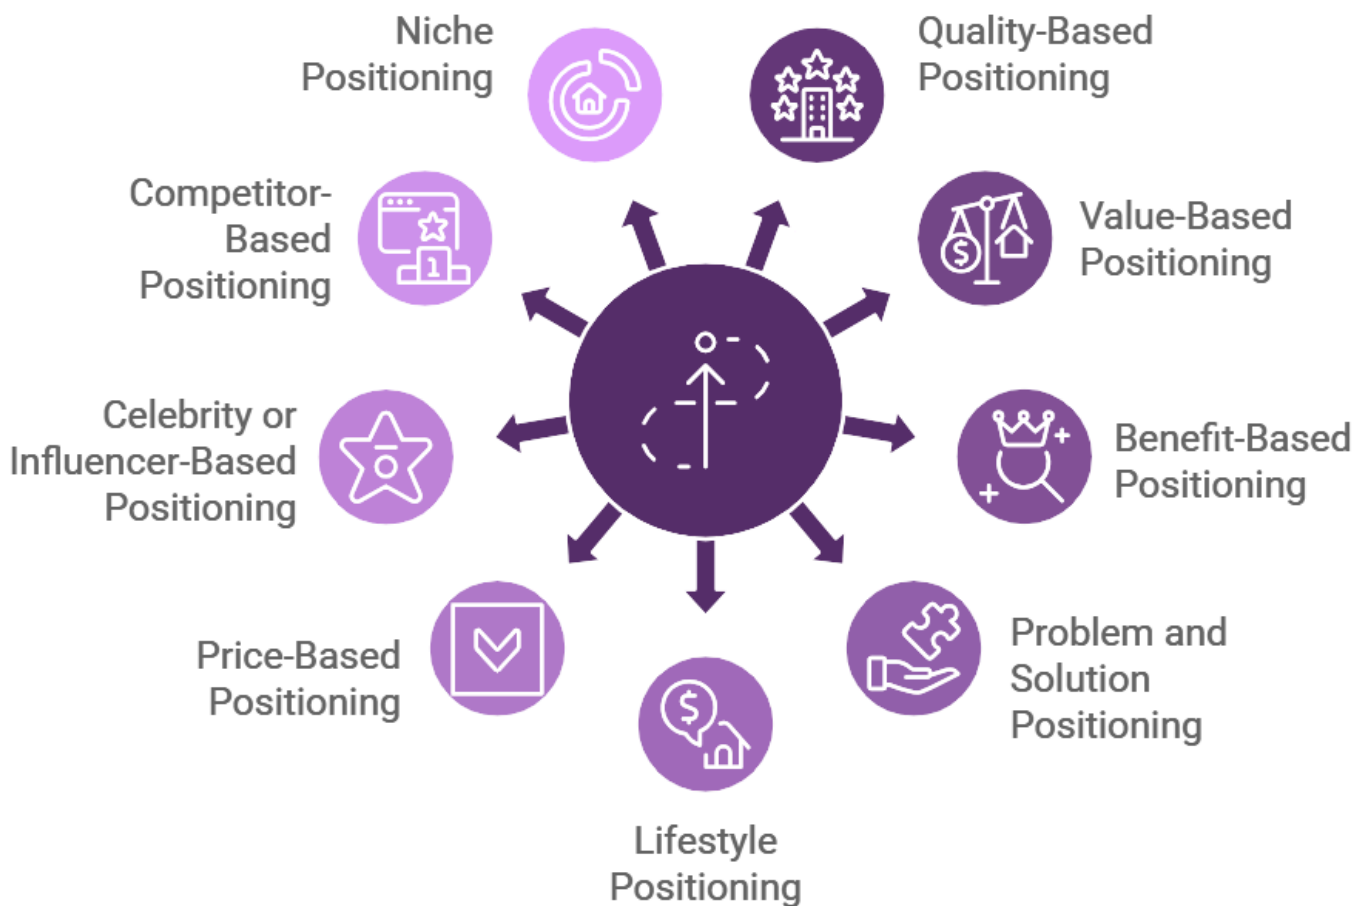 Niche
Positioning
Quality-Based
Positioning
Competitor-
Based
Positioning
1
Value-Based
Positioning
$
Celebrity or
Influencer-Based
Positioning
Benefit-Based
Positioning
Price-Based
Positioning
Problem and
Solution
Positioning
$
Lifestyle
Positioning